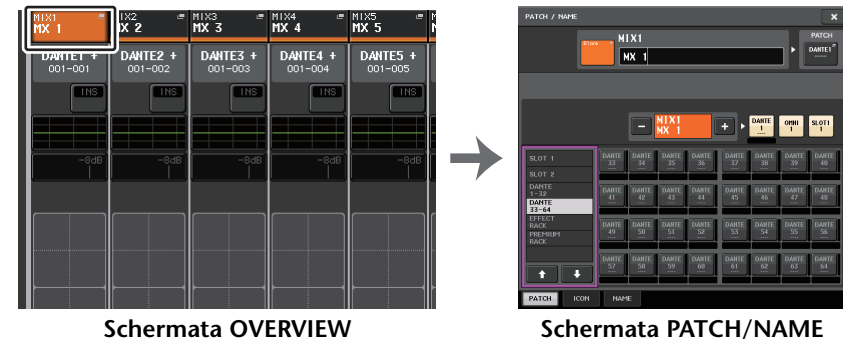 MIX1
MX 1
MIX2
MX 2
MIX3
MX 3
MIX4
MX 4
MIX5
MX 5
DANTE1 +
001-001
DANTE2 +
001-002
DANTE3 +
001-003
DANTE4 +
001-004
DANTE5 +
001-005
INS
INS
INS
INS
INS
-8dB
-8dB
-8dB
-8dB
-8dB
Schermata OVERVIEW
PATCH / NAME
Blank
MIX1
MX 1
PATCH
DANTE1
-----
MIX1
MX 1
DANTE 1
OMNI 1
SLOT1 1
SLOT 1
SLOT 2
DANTE 1-32
DANTE 33-64
EFFECT RACK
PREMIUM RACK
DANTE 33
DANTE 34
DANTE 35
DANTE 36
DANTE 37
DANTE 38
DANTE 39
DANTE 40
DANTE 41
DANTE 42
DANTE 43
DANTE 44
DANTE 45
DANTE 46
DANTE 47
DANTE 48
DANTE 49
DANTE 50
DANTE 51
DANTE 52
DANTE 53
DANTE 54
DANTE 55
DANTE 56
DANTE 57
DANTE 58
DANTE 59
DANTE 60
DANTE 61
DANTE 62
DANTE 63
DANTE 64
PATCH
ICON
NAME
Schermata PATCH/NAME